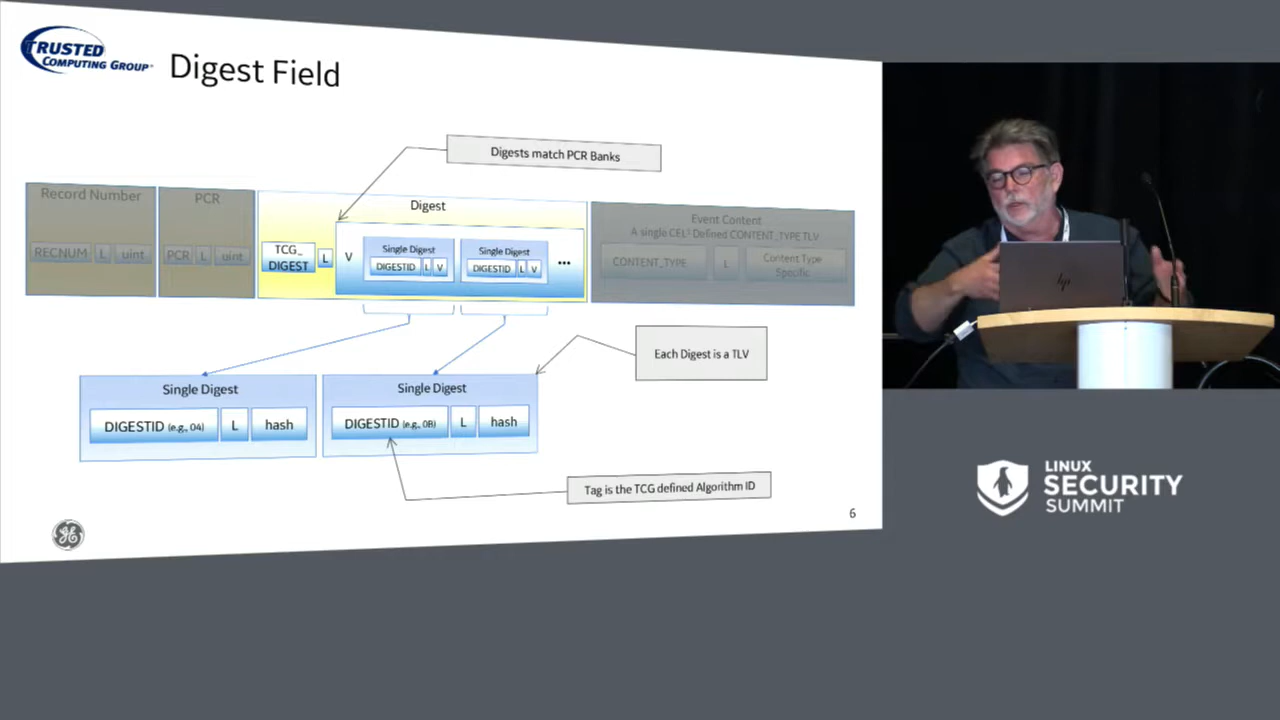 TRUSTED
COMPUTING GROUP®
Digest Field
Digests match PCR Banks
Record Number
PCR
Digest
Event Content
A single CEL¹ Defined CONTENT_TYPE TLV
RECNUM L uint
PCR L uint
TCG_
DIGEST
L
V
Single Digest
DIGESTID L V
Single Digest
DIGESTID L V
...
CONTENT_TYPE
L
Content Type
Specific
Each Digest is a TLV
Single Digest
DIGESTID (e.g., 04) L hash
Single Digest
DIGESTID (e.g., 0B) L hash
Tag is the TCG defined Algorithm ID
GE
6
hp
LINUX
SECURITY
SUMMIT